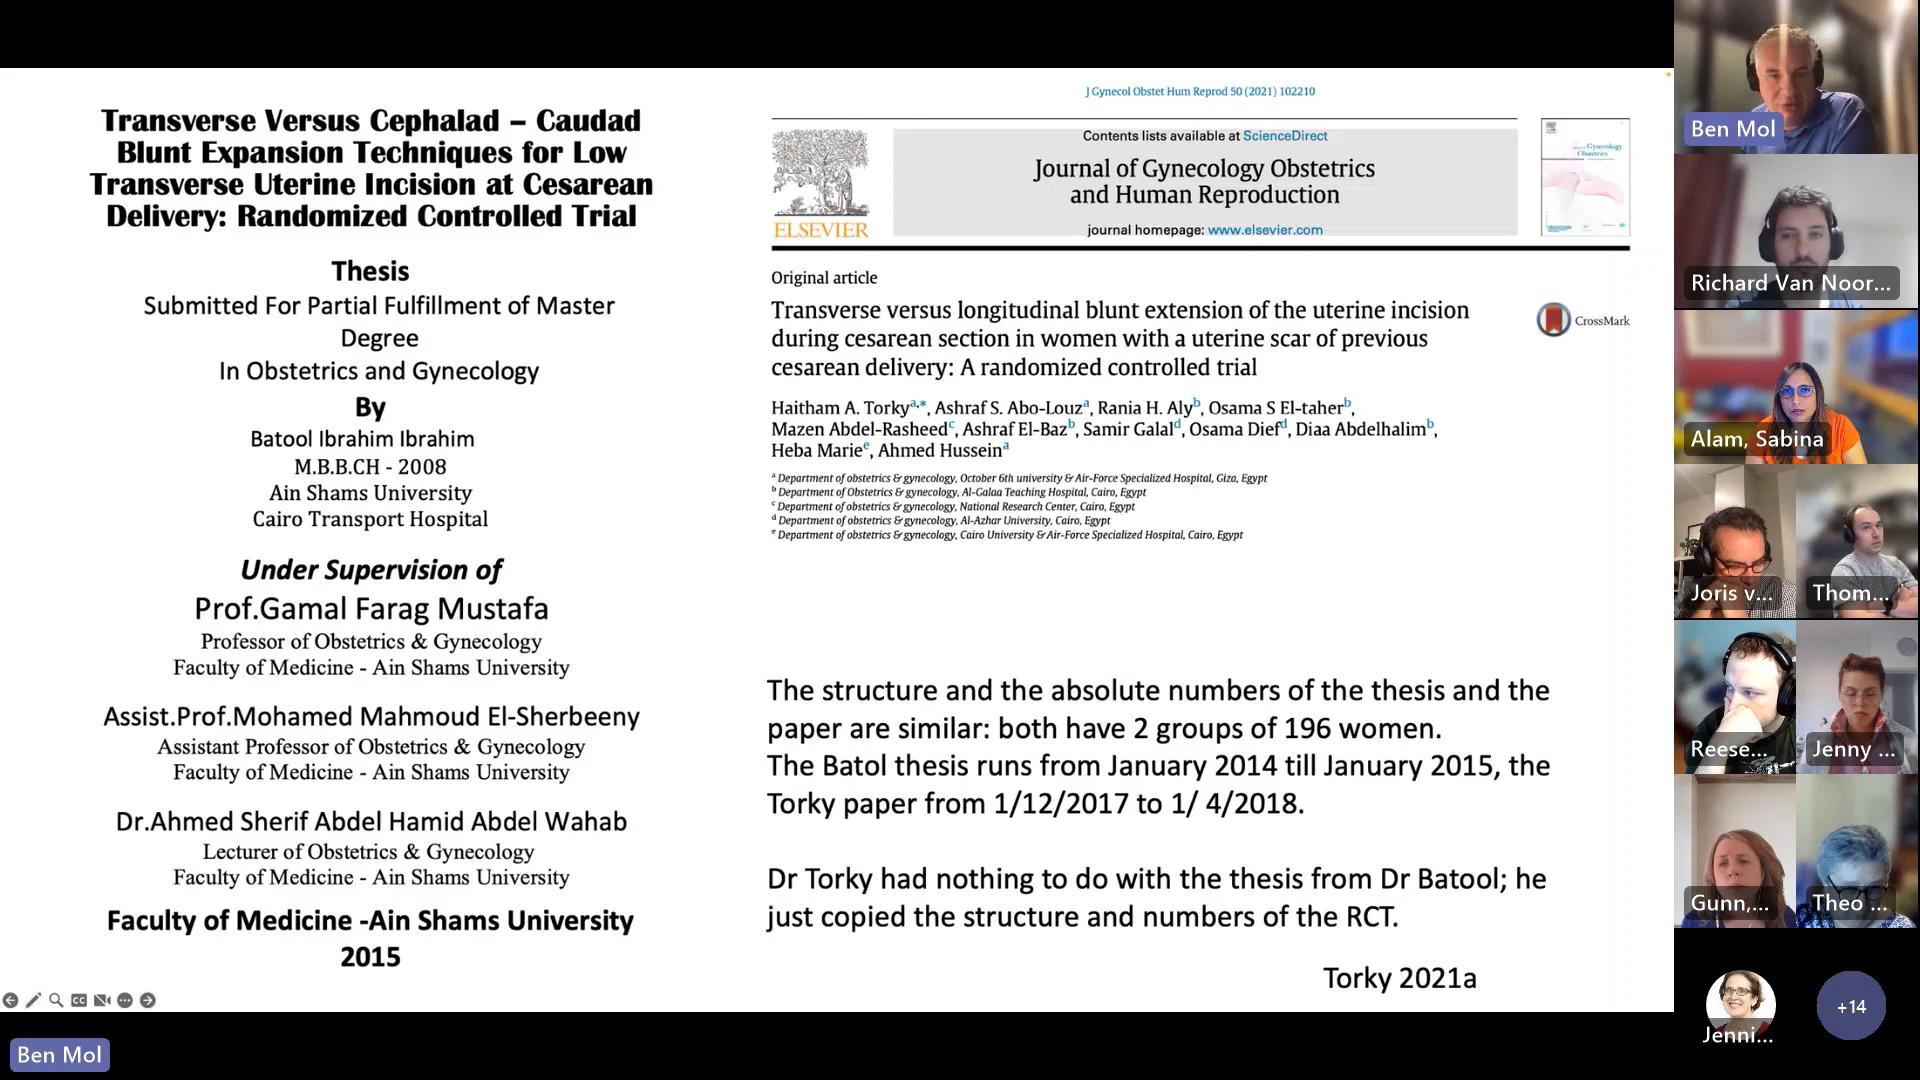 Transverse Versus Cephalad – Caudad
Blunt Expansion Techniques for Low
Transverse Uterine Incision at Cesarean
Delivery: Randomized Controlled Trial
Thesis
Submitted For Partial Fulfillment of Master
Degree
In Obstetrics and Gynecology
By
Batool Ibrahim Ibrahim
M.B.B.CH - 2008
Ain Shams University
Cairo Transport Hospital
Under Supervision of
Prof.Gamal Farag Mustafa
Professor of Obstetrics & Gynecology
Faculty of Medicine - Ain Shams University
Assist.Prof.Mohamed Mahmoud El-Sherbeeny
Assistant Professor of Obstetrics & Gynecology
Faculty of Medicine - Ain Shams University
Dr.Ahmed Sherif Abdel Hamid Abdel Wahab
Lecturer of Obstetrics & Gynecology
Faculty of Medicine - Ain Shams University
Faculty of Medicine -Ain Shams University
2015
J Gynecol Obstet Hum Reprod 50 (2021) 102210
Contents lists available at ScienceDirect
Journal of Gynecology Obstetrics
and Human Reproduction
journal homepage: www.elsevier.com
ELSEVIER
Original article
Transverse versus longitudinal blunt extension of the uterine incision
during cesarean section in women with a uterine scar of previous
cesarean delivery: A randomized controlled trial
CrossMark
Haitham A. Torky a,*, Ashraf S. Abo-Louz a, Rania H. Aly b, Osama S El-taher b,
Mazen Abdel-Rasheed c, Ashraf El-Baz b, Samir Galal d, Osama Dief d, Diaa Abdelhalim b,
Heba Marie e, Ahmed Hussein a
a Department of obstetrics & gynecology, October 6th university & Air-Force Specialized Hospital, Giza, Egypt
b Department of Obstetrics & gynecology, Al-Galaa Teaching Hospital, Cairo, Egypt
c Department of obstetrics & gynecology, National Research Center, Cairo, Egypt
d Department of obstetrics & gynecology, Al-Azhar University, Cairo, Egypt
e Department of obstetrics & gynecology, Cairo University & Air-Force Specialized Hospital, Cairo, Egypt
The structure and the absolute numbers of the thesis and the
paper are similar: both have 2 groups of 196 women.
The Batol thesis runs from January 2014 till January 2015, the
Torky paper from 1/12/2017 to 1/ 4/2018.
Dr Torky had nothing to do with the thesis from Dr Batool; he
just copied the structure and numbers of the RCT.
Torky 2021a
Ben Mol
Ben Mol
Richard Van Noor...
Alam, Sabina
Joris v...
Thom...
Reese...
Jenny ...
Gunn,...
Theo ...
Jenni...
+14